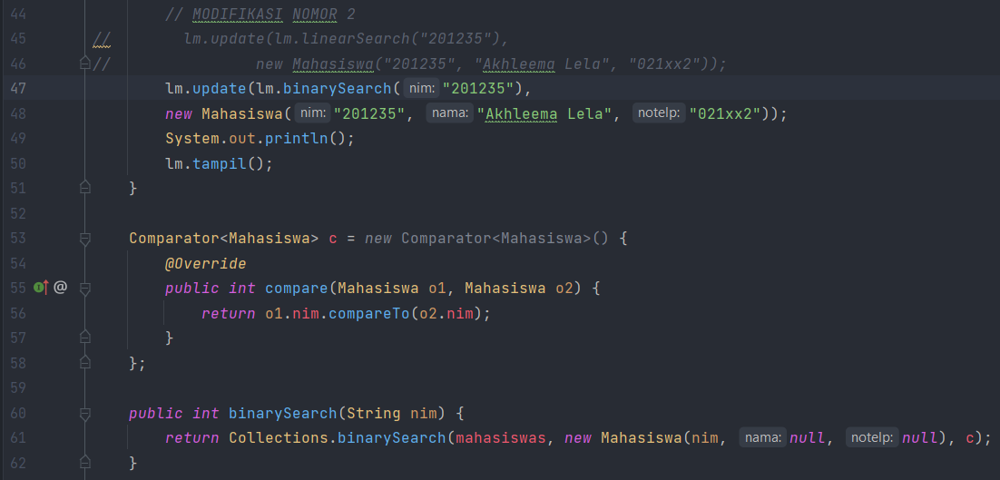 44 // MODIFIKASI NOMOR 2
45 // lm.update(lm.linearSearch("201235"),
46 // new Mahasiswa("201235", "Akhleema Lela", "021xx2"));
47 lm.update(lm.binarySearch( nim: "201235"),
48 new Mahasiswa( nim: "201235", nama: "Akhleema Lela", notelp: "021xx2"));
49 System.out.println();
50 lm.tampil();
51 }
52
53 Comparator<Mahasiswa> c = new Comparator<Mahasiswa>() {
54 @Override
55 @ public int compare(Mahasiswa o1, Mahasiswa o2) {
56 return o1.nim.compareTo(o2.nim);
57 }
58 };
59
60 public int binarySearch(String nim) {
61 return Collections.binarySearch(mahasiswas, new Mahasiswa(nim, nama: null, notelp: null), c);
62 }